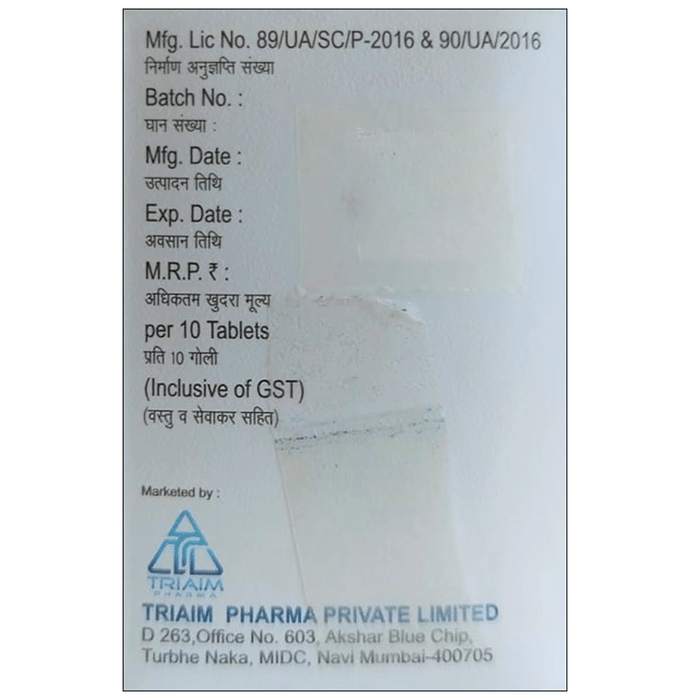 Mfg. Lic No. 89/UA/SC/P-2016 & 90/UA/2016
निर्माण अनुज्ञप्ति संख्या
Batch No. :
घान संख्या :
Mfg. Date :
उत्पादन तिथि
Exp. Date :
अवसान तिथि
M.R.P. ₹ :
अधिकतम खुदरा मूल्य
per 10 Tablets
प्रति 10 गोली
(Inclusive of GST)
(वस्तु व सेवाकर सहित)
Marketed by :
TRIAIM
PHARMA
TRIAIM PHARMA PRIVATE LIMITED
D 263,Office No. 603, Akshar Blue Chip,
Turbhe Naka, MIDC, Navi Mumbai-400705